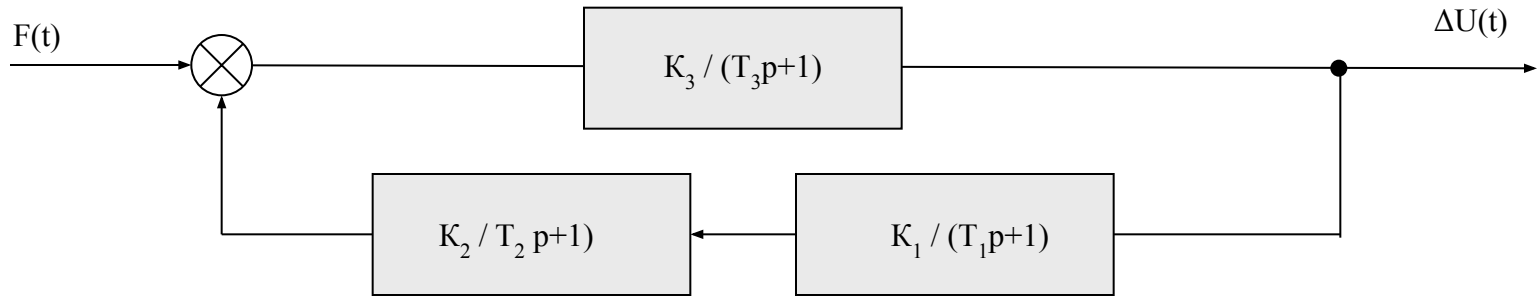 F(t)
ΔU(t)
К₃ / (T₃p+1)
К₂ / T₂ p+1)
К₁ / (T₁p+1)